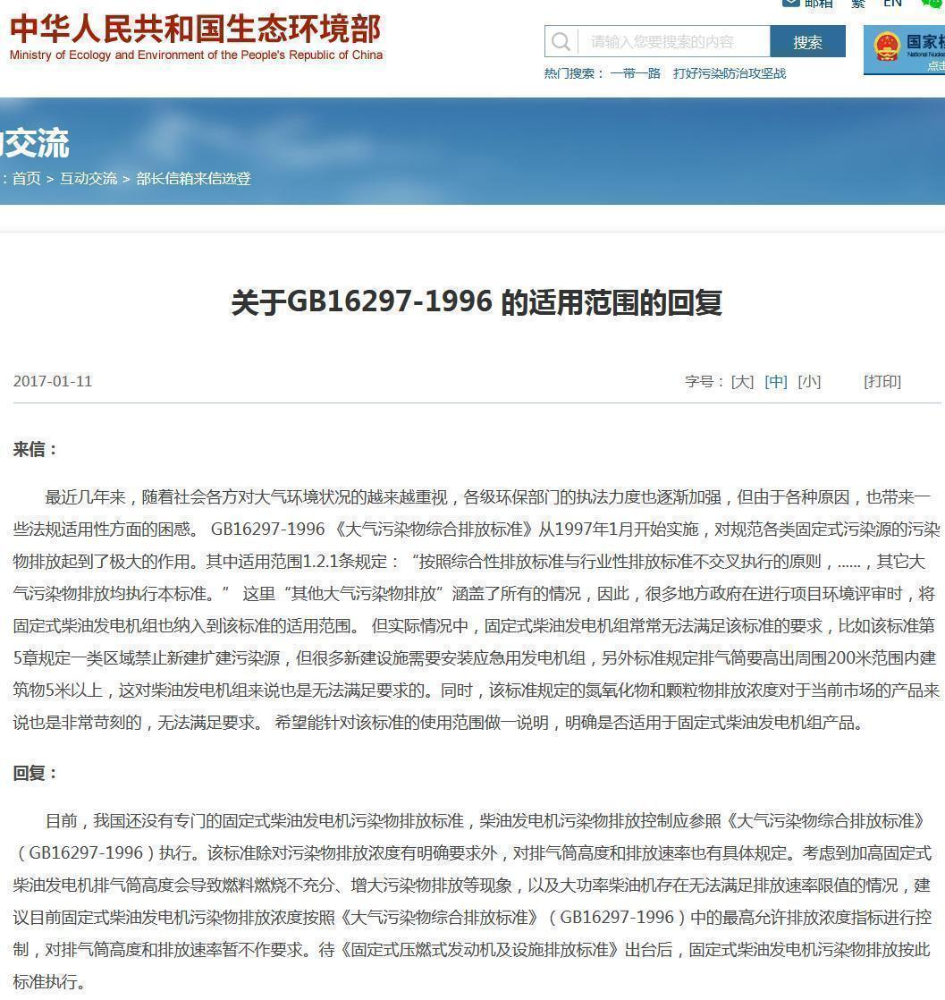 邮箱 繁 EN
中华人民共和国生态环境部
Ministry of Ecology and Environment of the People's Republic of China
请输入您要搜索的内容 搜索
热门搜索： 一带一路 打好污染防治攻坚战
国家核
National Nuclea
点击
交流
: 首页 > 互动交流 > 部长信箱来信选登
关于GB16297-1996 的适用范围的回复
2017-01-11 字号：[大] [中] [小] [打印]
来信：
最近几年来，随着社会各方对大气环境状况的越来越重视，各级环保部门的执法力度也逐渐加强，但由于各种原因，也带来一
些法规适用性方面的困惑。 GB16297-1996 《大气污染物综合排放标准》从1997年1月开始实施，对规范各类固定式污染源的污染
物排放起到了极大的作用。其中适用范围1.2.1条规定：“按照综合性排放标准与行业性排放标准不交叉执行的原则，......，其它大
气污染物排放均执行本标准。” 这里“其他大气污染物排放”涵盖了所有的情况，因此，很多地方政府在进行项目环境评审时，将
固定式柴油发电机组也纳入到该标准的适用范围。 但实际情况中，固定式柴油发电机组常常无法满足该标准的要求，比如该标准第
5章规定一类区域禁止新建扩建污染源，但很多新建设施需要安装应急用发电机组，另外标准规定排气筒要高出周围200米范围内建
筑物5米以上，这对柴油发电机组来说也是无法满足要求的。同时，该标准规定的氮氧化物和颗粒物排放浓度对于当前市场的产品来
说也是非常苛刻的，无法满足要求。 希望能针对该标准的使用范围做一说明，明确是否适用于固定式柴油发电机组产品。
回复：
目前，我国还没有专门的固定式柴油发电机污染物排放标准，柴油发电机污染物排放控制应参照《大气污染物综合排放标准》
（GB16297-1996）执行。该标准除对污染物排放浓度有明确要求外，对排气筒高度和排放速率也有具体规定。考虑到加高固定式
柴油发电机排气筒高度会导致燃料燃烧不充分、增大污染物排放等现象，以及大功率柴油机存在无法满足排放速率限值的情况，建
议目前固定式柴油发电机污染物排放浓度按照《大气污染物综合排放标准》（GB16297-1996）中的最高允许排放浓度指标进行控
制，对排气筒高度和排放速率暂不作要求。待《固定式压燃式发动机及设施排放标准》出台后，固定式柴油发电机污染物排放按此
标准执行。